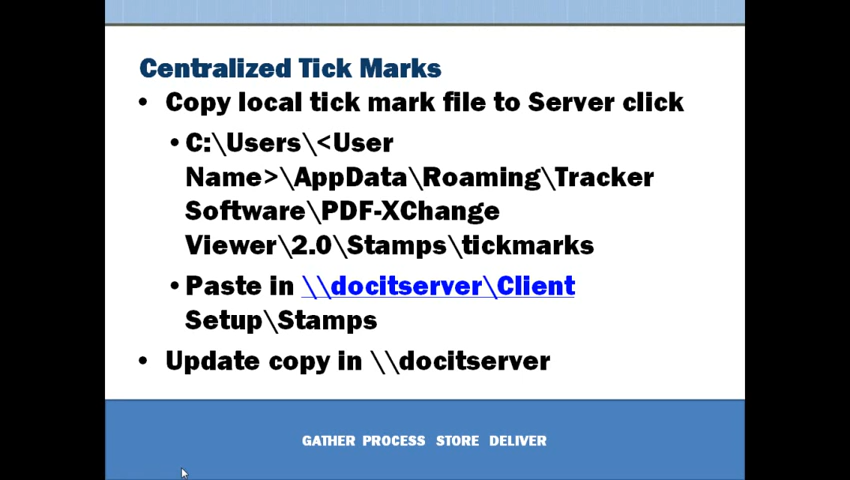 Centralized Tick Marks
• Copy local tick mark file to Server click
• C:\Users\<User
Name>\AppData\Roaming\Tracker
Software\PDF-XChange
Viewer\2.0\Stamps\tickmarks
• Paste in \\docitserver\Client
Setup\Stamps
• Update copy in \\docitserver
GATHER PROCESS STORE DELIVER